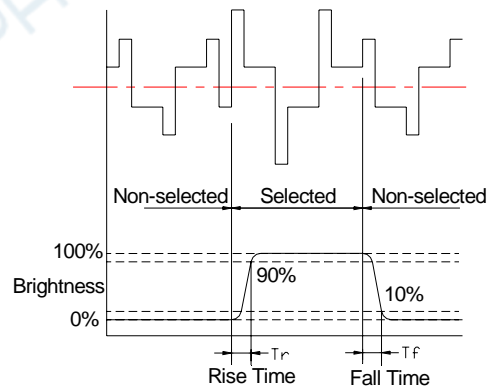 Non-selected Selected Non-selected
100%
90%
Brightness
10%
0%
Tr
Tf
Rise Time Fall Time